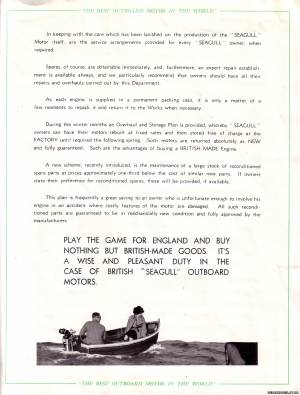 "THE BEST OUTBOARD MOTOR IN THE WORLD"
In keeping with the care which has been lavished on the production of the "SEAGULL"
Motor itself, are the service arrangements provided for every "SEAGULL" owner, when
required.
Spares, of course, are obtainable immediately, and, furthermore, an expert repair establish-
ment is available always, and we particularly recommend that owners should have all their
repairs and overhauls carried out by this Department.
As each engine is supplied in a permanent packing case, it is only a matter of a
few moments to repack it and return it to the Works when necessary.
During the winter months an Overhaul and Storage Plan is provided, whereby "SEAGULL"
owners can have their motors rebuilt at fixed rates and then stored free of charge at the
FACTORY until required the following spring. Such motors are returned absolutely as NEW
and fully guaranteed. Such are the advantages of buying a BRITISH MADE Engine.
A new scheme, recently introduced, is the maintenance of a large stock of reconditioned
spare parts at prices approximately one-third below the cost of similar new parts. If owners
state their preference for reconditioned spares, these will be provided, if available.
This plan is frequently a great saving to an owner who is unfortunate enough to involve his
engine in an accident where costly features of the motor are damaged. All such recondi-
tioned parts are guaranteed to be in mechanically new condition and fully approved by the
manufacturers.
PLAY THE GAME FOR ENGLAND AND BUY
NOTHING BUT BRITISH-MADE GOODS. IT'S
A WISE AND PLEASANT DUTY IN THE
CASE OF BRITISH "SEAGULL" OUTBOARD
MOTORS.
"THE BEST OUTBOARD MOTOR IN THE WORLD"